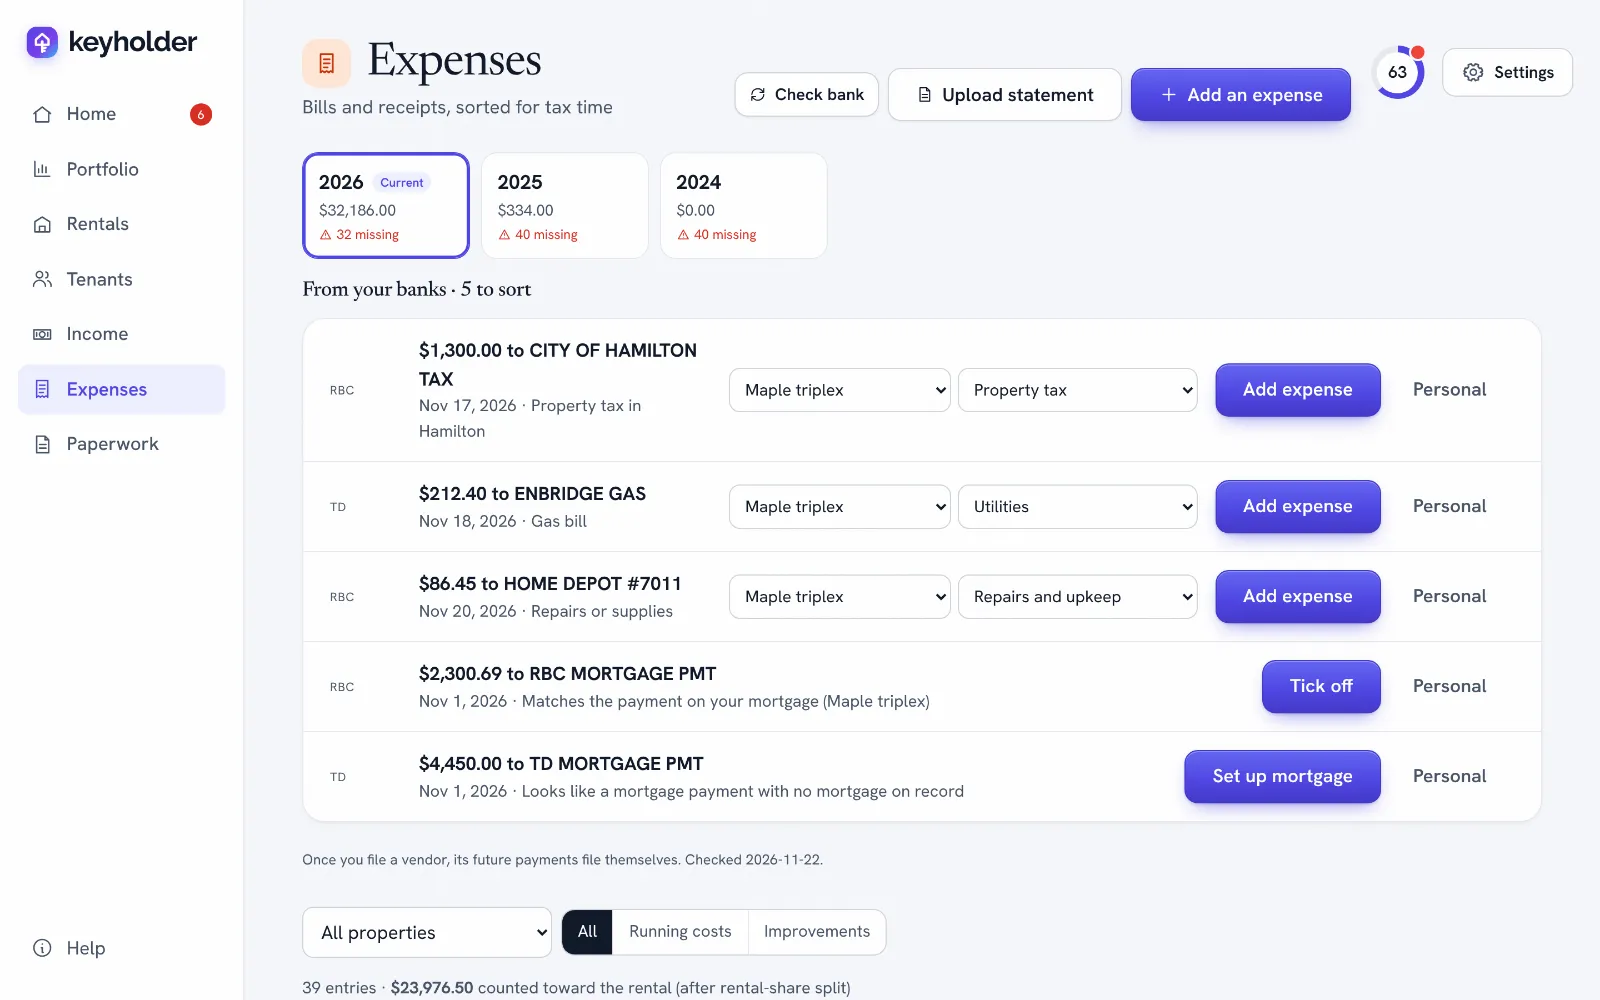 keyholder
Home
6
Portfolio
Rentals
Tenants
Income
Expenses
Paperwork
Help
Expenses
Bills and receipts, sorted for tax time
Check bank
Upload statement
Add an expense
63
Settings
2026 Current
$32,186.00
32 missing
2025
$334.00
40 missing
2024
$0.00
40 missing
From your banks · 5 to sort
RBC
$1,300.00 to CITY OF HAMILTON
TAX
Nov 17, 2026 · Property tax in
Hamilton
Maple triplex
Property tax
Add expense
Personal
TD
$212.40 to ENBRIDGE GAS
Nov 18, 2026 · Gas bill
Maple triplex
Utilities
Add expense
Personal
RBC
$86.45 to HOME DEPOT #7011
Nov 20, 2026 · Repairs or supplies
Maple triplex
Repairs and upkeep
Add expense
Personal
RBC
$2,300.69 to RBC MORTGAGE PMT
Nov 1, 2026 · Matches the payment on your mortgage (Maple triplex)
Tick off
Personal
TD
$4,450.00 to TD MORTGAGE PMT
Nov 1, 2026 · Looks like a mortgage payment with no mortgage on record
Set up mortgage
Personal
Once you file a vendor, its future payments file themselves. Checked 2026-11-22.
All properties
All
Running costs
Improvements
39 entries · $23,976.50 counted toward the rental (after rental-share split)